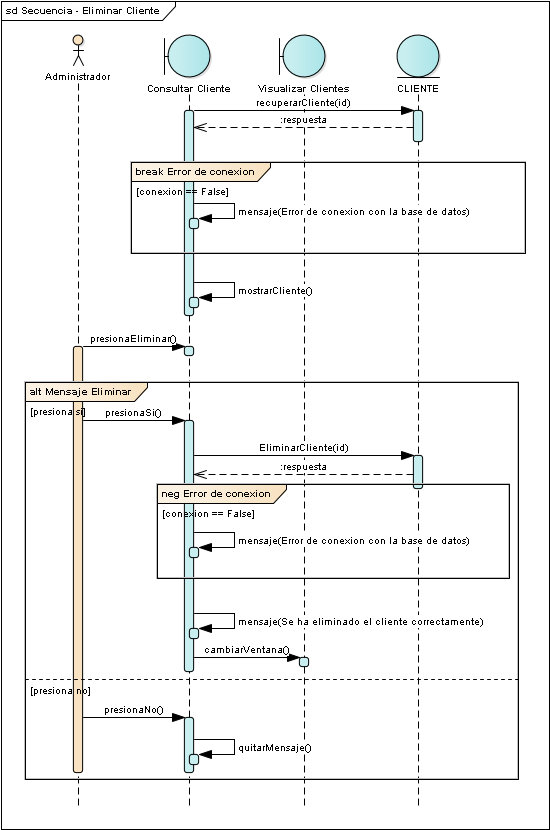 sd Secuencia - Eliminar Cliente
Administrador
Consultar Cliente
Visualizar Clientes
CLIENTE
recuperarCliente(id)
:respuesta
break Error de conexion
[conexion == False]
mensaje(Error de conexion con la base de datos)
mostrarCliente()
presionaEliminar()
alt Mensaje Eliminar
[presiona si]
presionaSi()
EliminarCliente(id)
:respuesta
neg Error de conexion
[conexion == False]
mensaje(Error de conexion con la base de datos)
mensaje(Se ha eliminado el cliente correctamente)
cambiarVentana()
[presiona no]
presionaNo()
quitarMensaje()